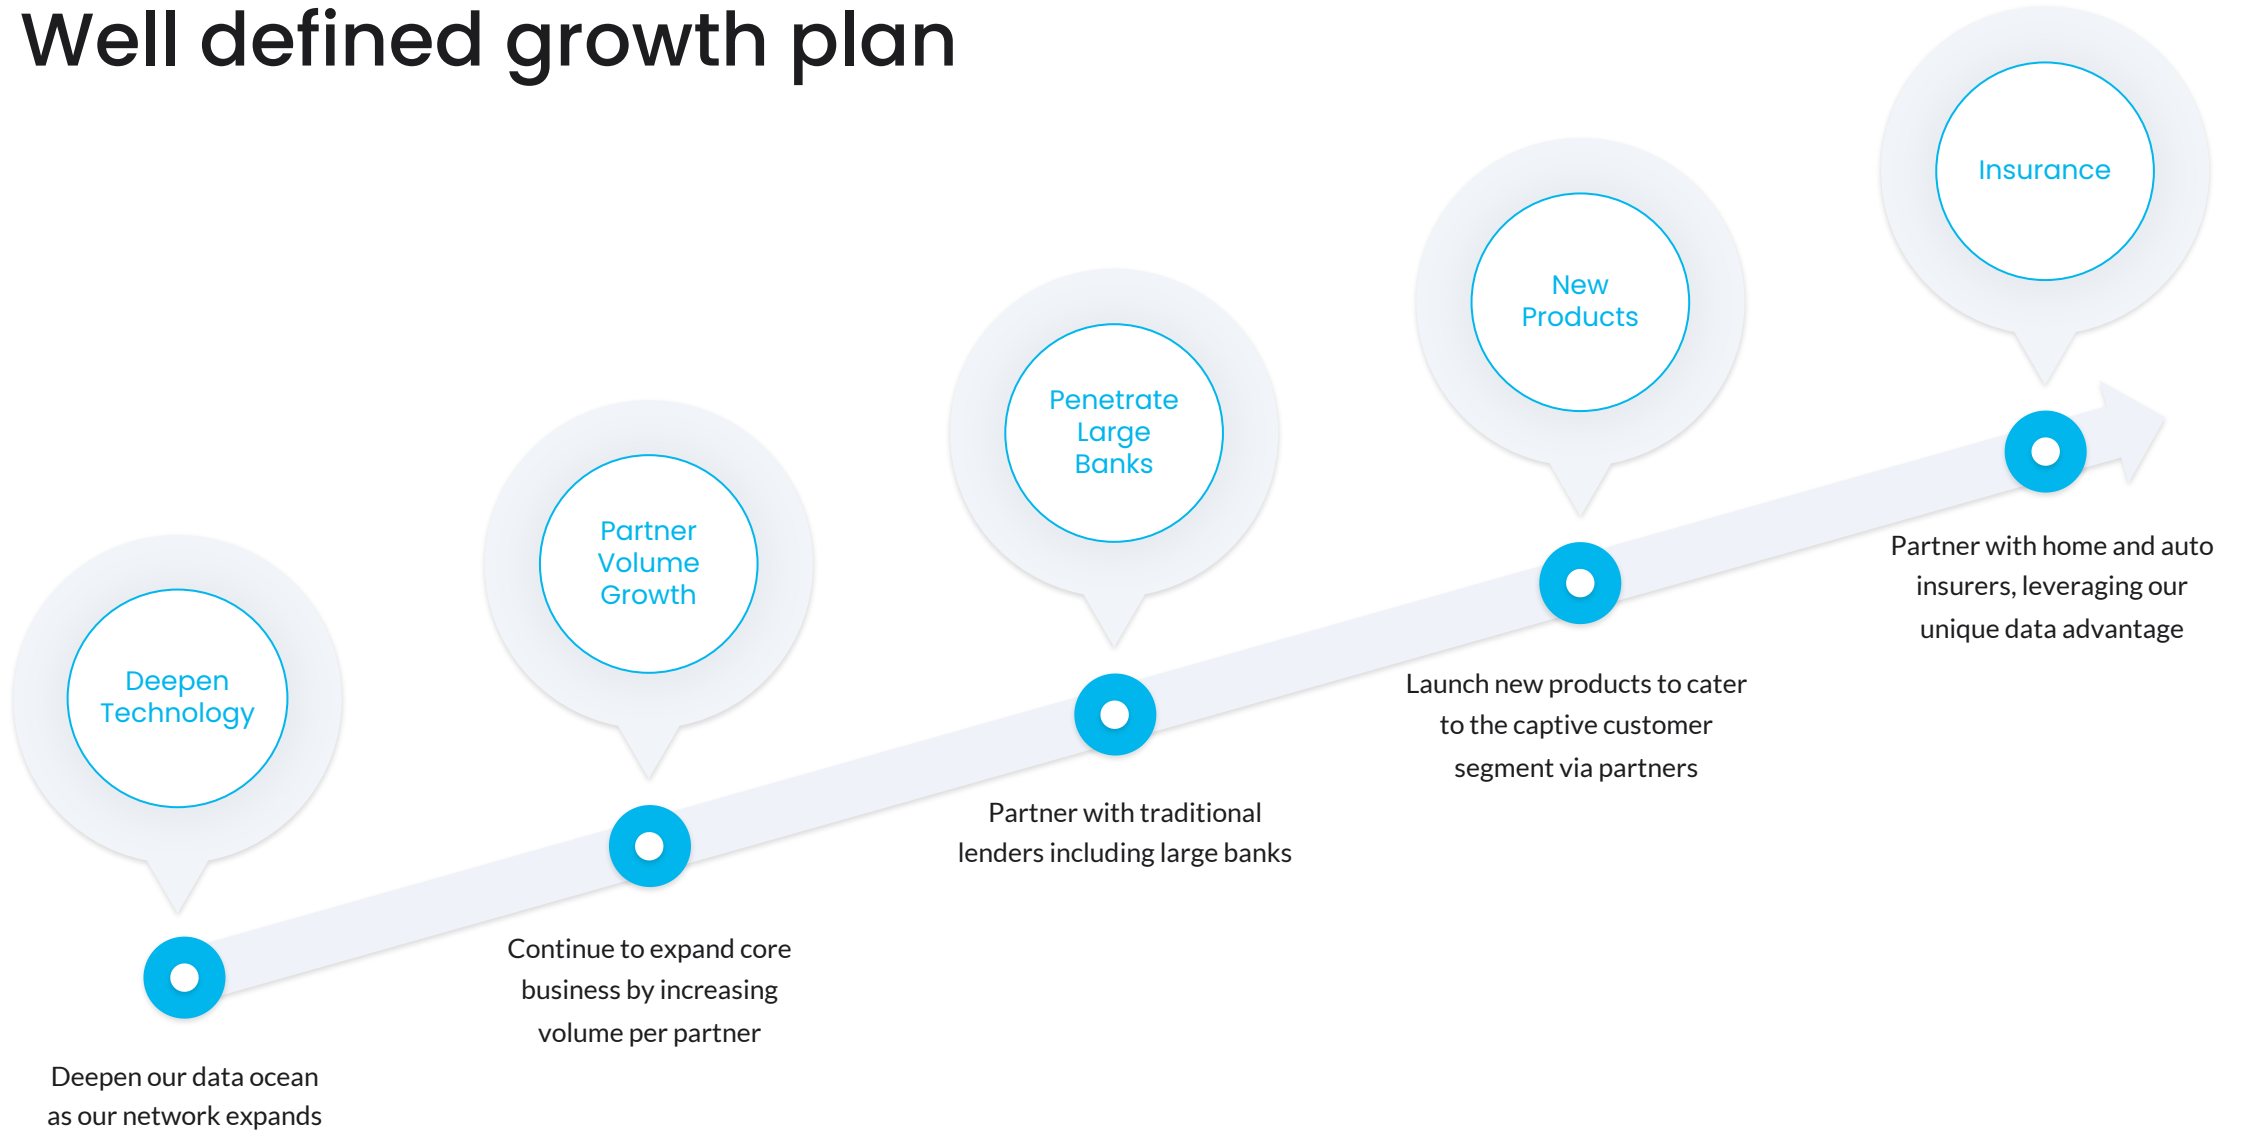 Well defined growth plan
Deepen
Technology
Deepen our data ocean
as our network expands
Partner
Volume
Growth
Continue to expand core
business by increasing
volume per partner
Penetrate
Large
Banks
Partner with traditional
lenders including large banks
New
Products
Launch new products to cater
to the captive customer
segment via partners
Insurance
Partner with home and auto
insurers, leveraging our
unique data advantage